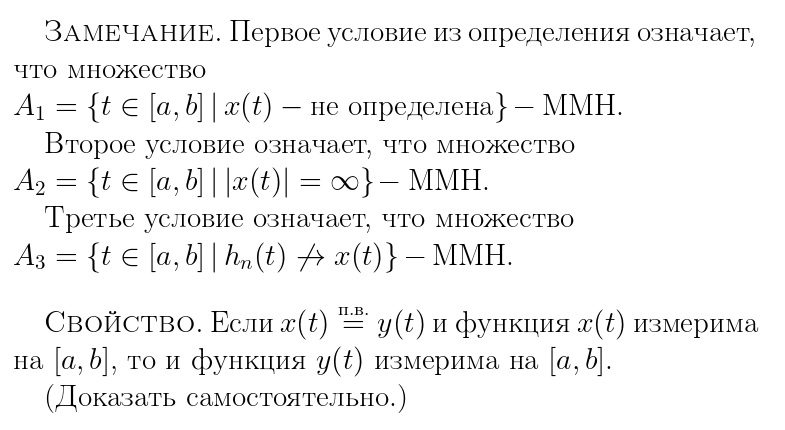 Замечание. Первое условие из определения означает,
что множество
A₁ = {t ∈ [a, b] | x(t) − не определена} − ММН.
Второе условие означает, что множество
A₂ = {t ∈ [a, b] | |x(t)| = ∞} − ММН.
Третье условие означает, что множество
A₃ = {t ∈ [a, b] | hₙ(t) ↛ x(t)} − ММН.
Свойство. Если x(t) п.в. = y(t) и функция x(t) измерима
на [a, b], то и функция y(t) измерима на [a, b].
(Доказать самостоятельно.)